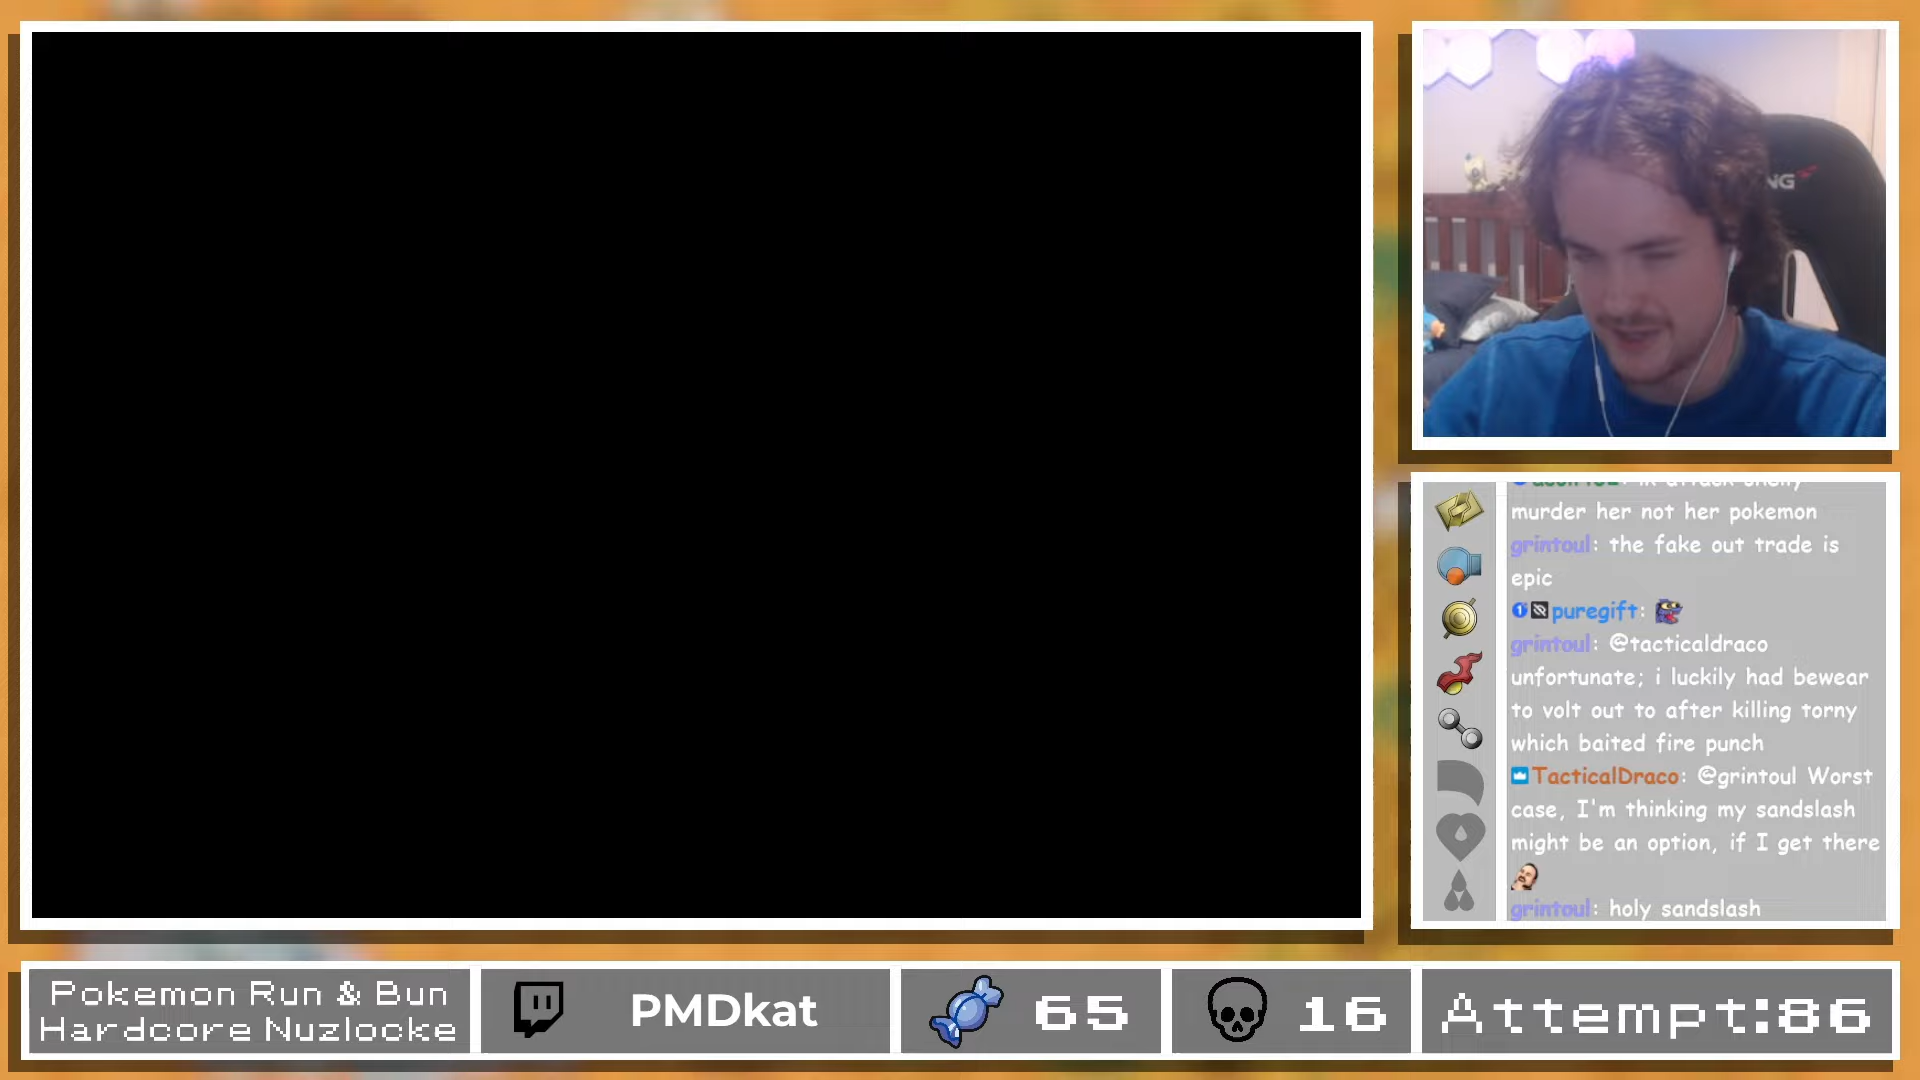 NG
murder her not her pokemon
grintoul: the fake out trade is
epic
puregift:
grintoul: @tacticaldraco
unfortunate; i luckily had bewear
to volt out to after killing torny
which baited fire punch
TacticalDraco: @grintoul Worst
case, I'm thinking my sandslash
might be an option, if I get there
grintoul: holy sandslash
Pokemon Run & Bun
Hardcore Nuzlocke
PMDkat
65
16
Attempt:86